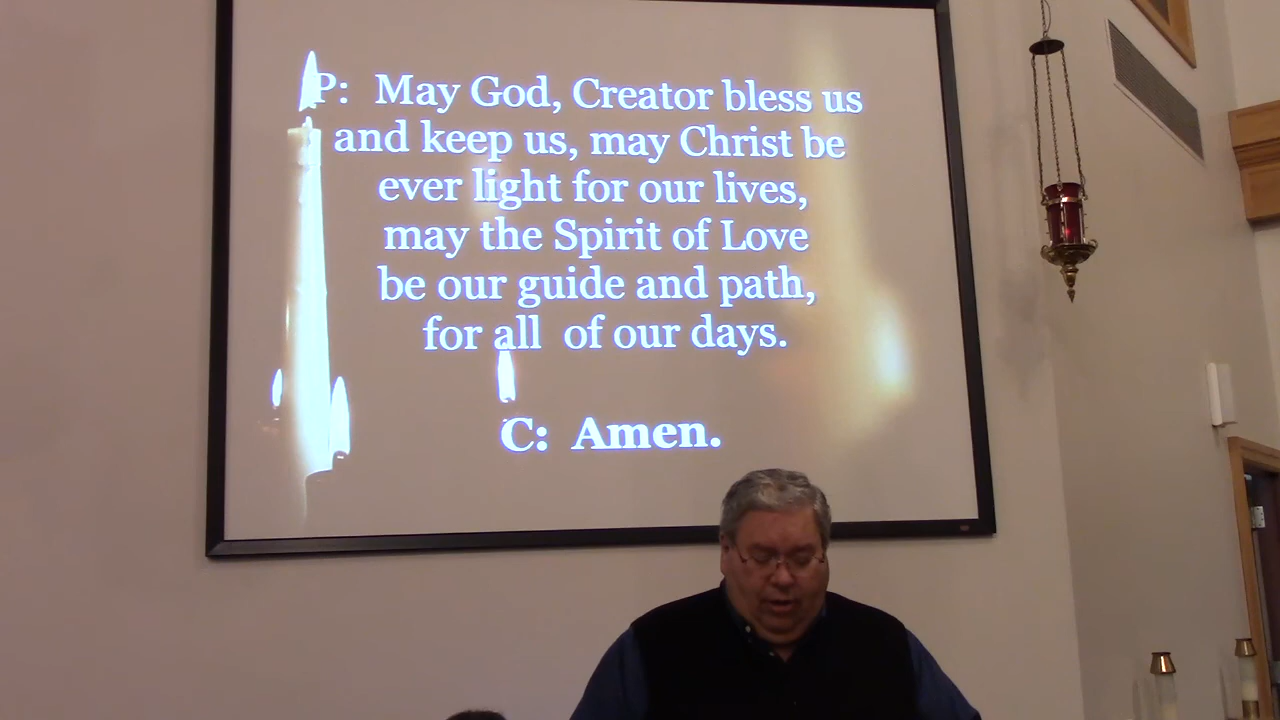 P: May God, Creator bless us
and keep us, may Christ be
ever light for our lives,
may the Spirit of Love
be our guide and path,
for all of our days.
C: Amen.